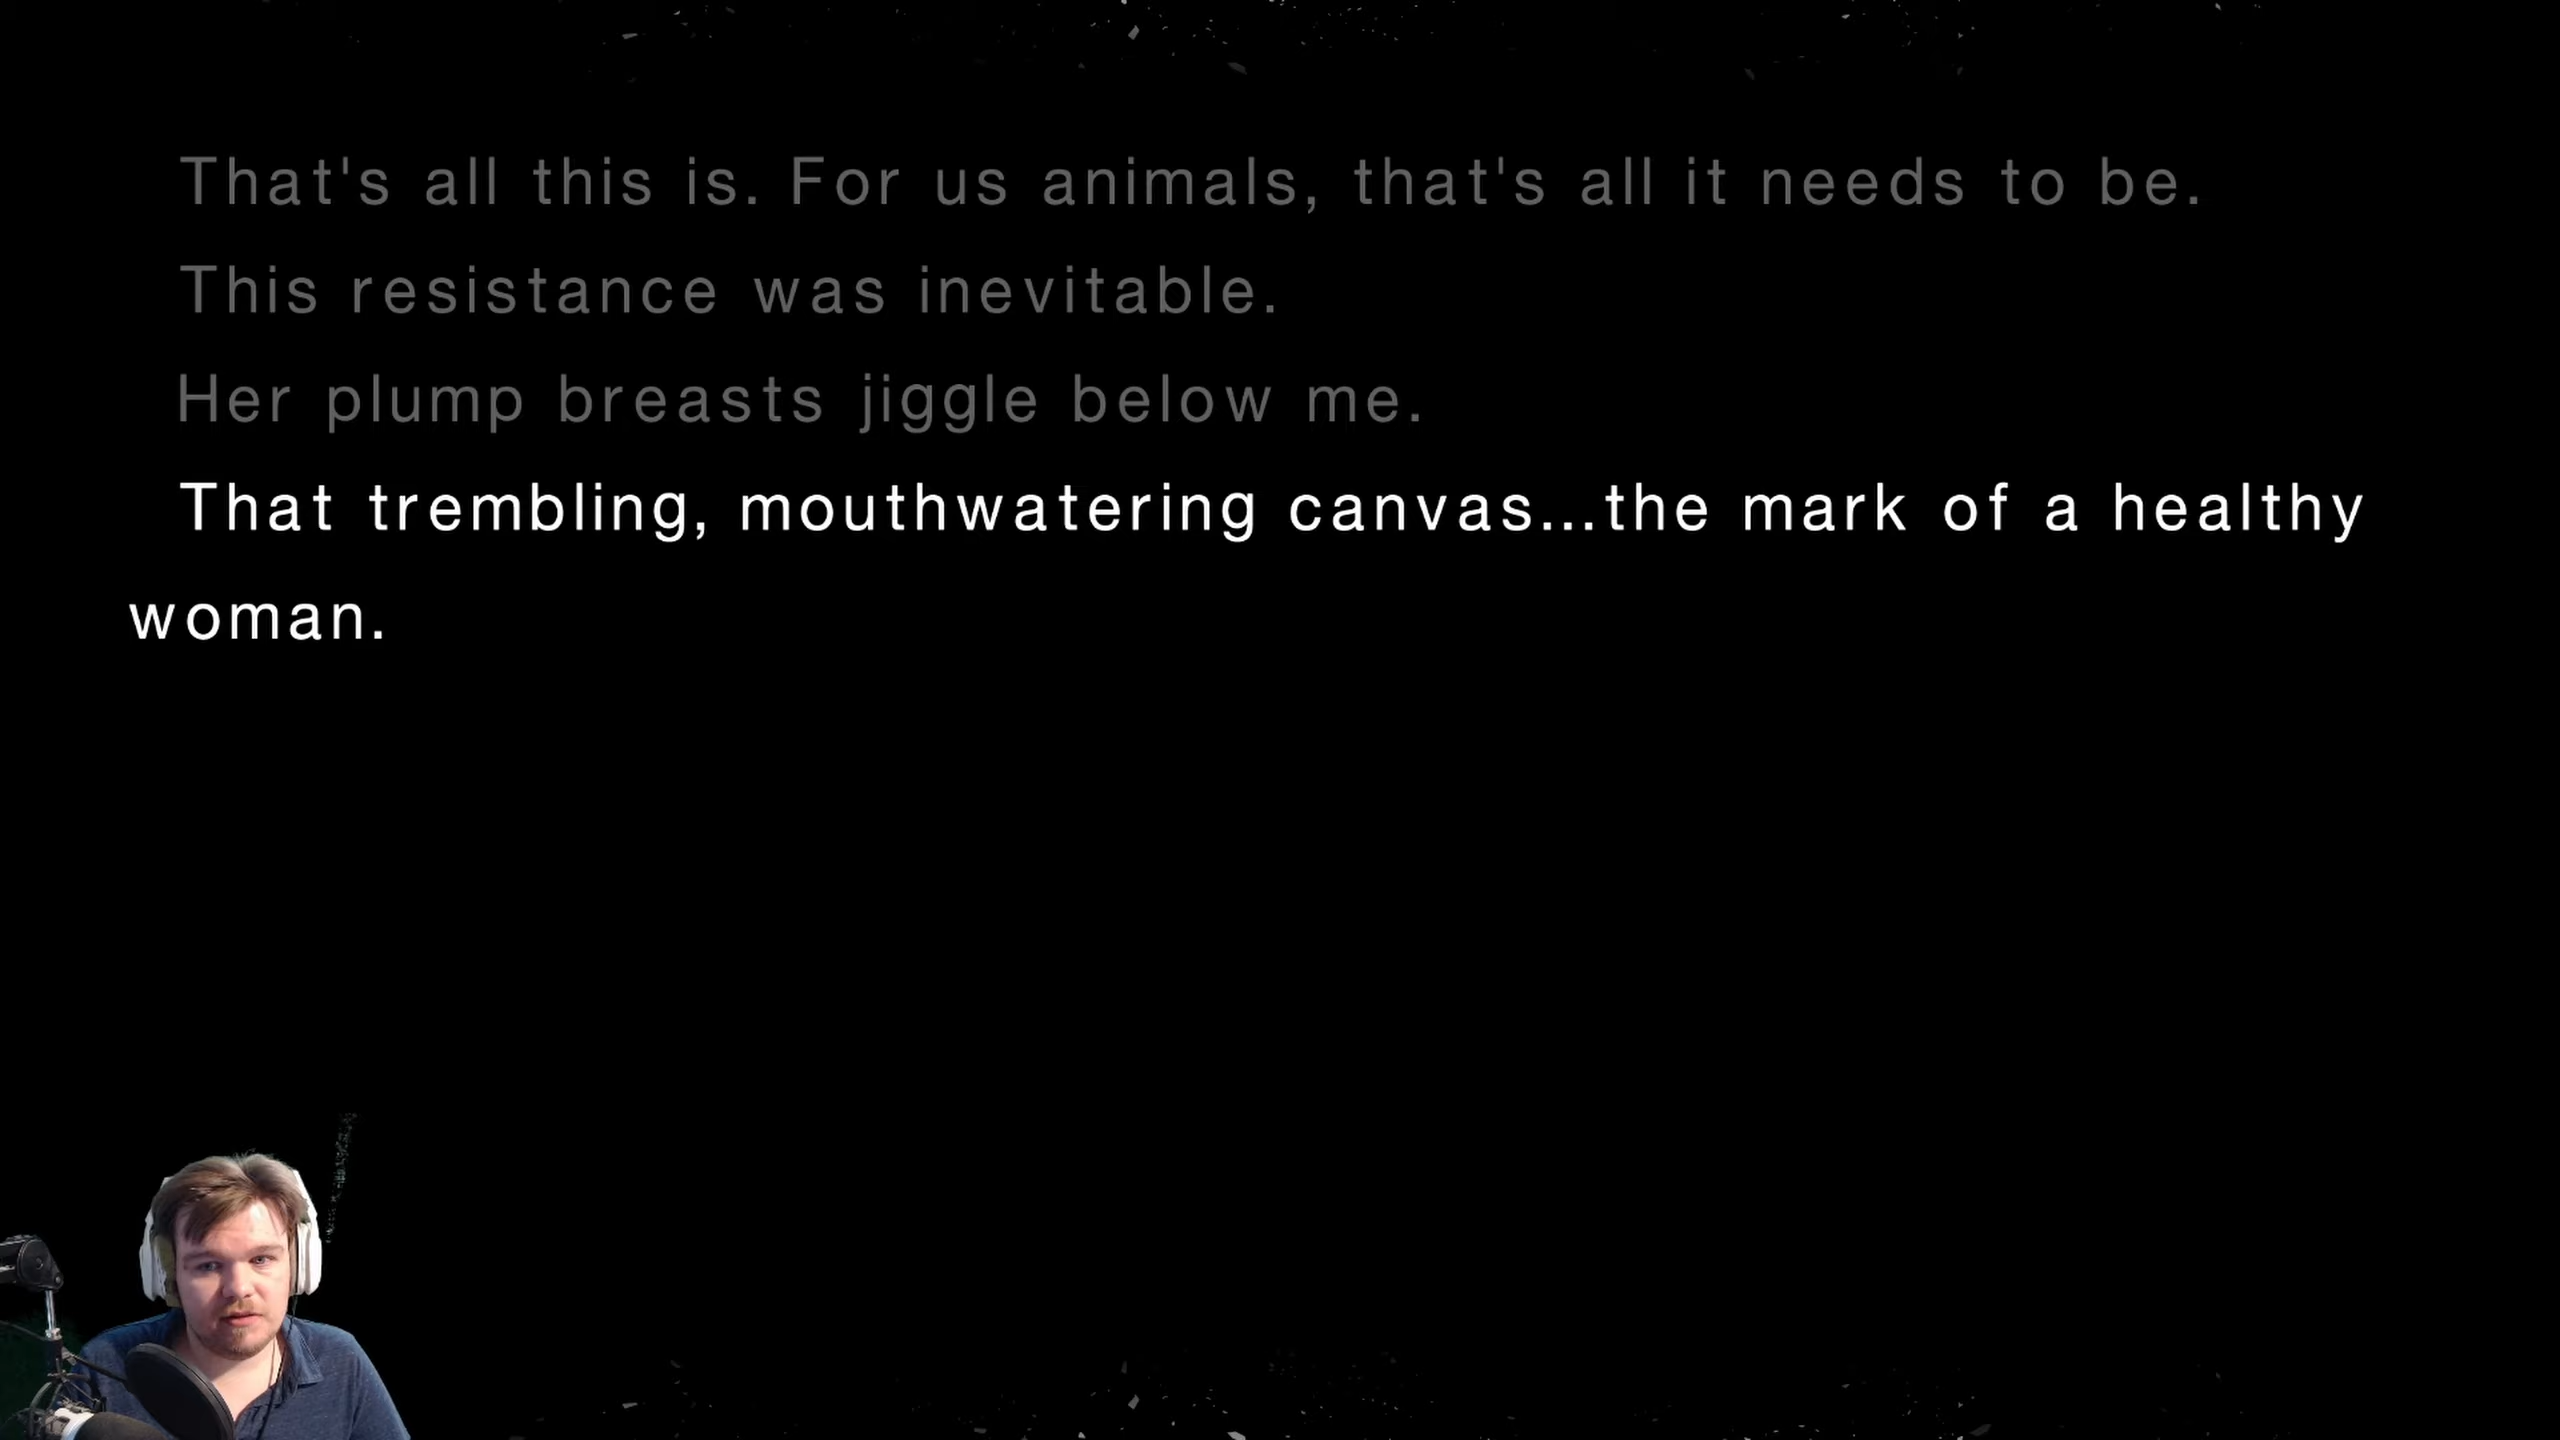 That's all this is. For us animals, that's all it needs to be.
This resistance was inevitable.
Her plump breasts jiggle below me.
That trembling, mouthwatering canvas...the mark of a healthy
woman.